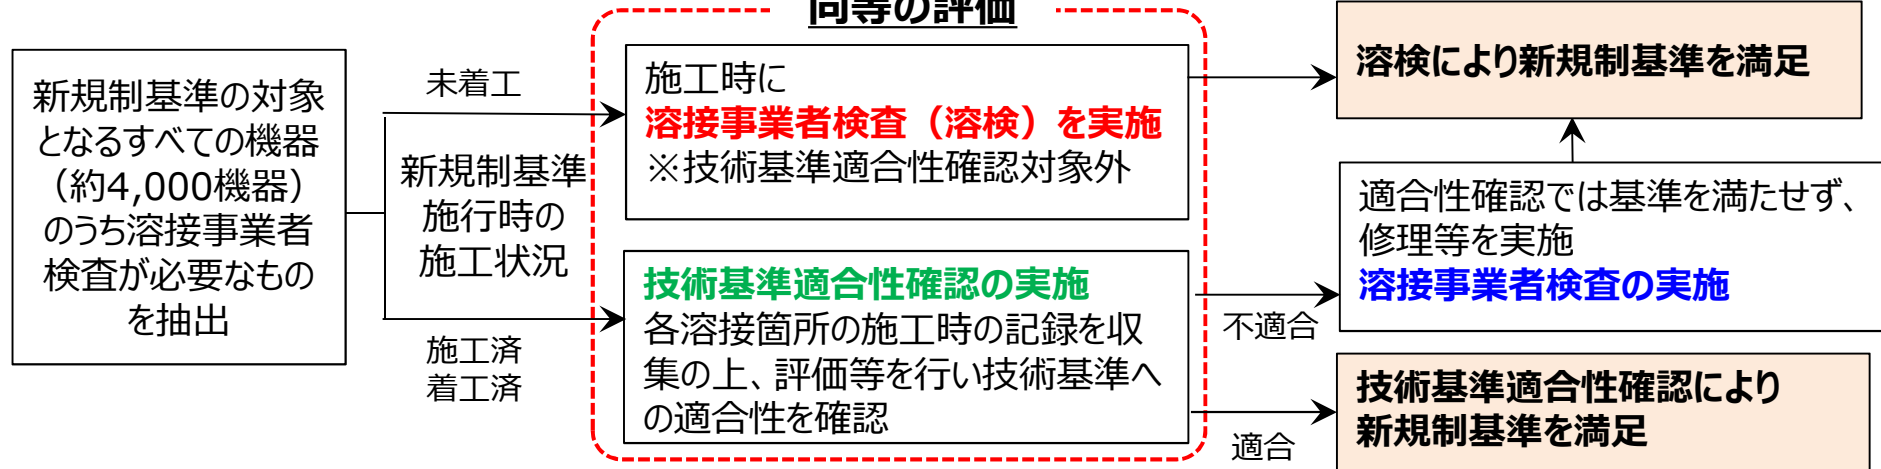 同等の評価
新規制基準の対象
となるすべての機器
（約4,000機器）
のうち溶接事業者
検査が必要なもの
を抽出
未着工
新規制基準
施行時の
施工状況
施工済
着工済
施工時に
溶接事業者検査（溶検）を実施
※技術基準適合性確認対象外
技術基準適合性確認の実施
各溶接箇所の施工時の記録を収
集の上、評価等を行い技術基準へ
の適合性を確認
不適合
適合
溶検により新規制基準を満足
適合性確認では基準を満たせず、
修理等を実施
溶接事業者検査の実施
技術基準適合性確認により
新規制基準を満足